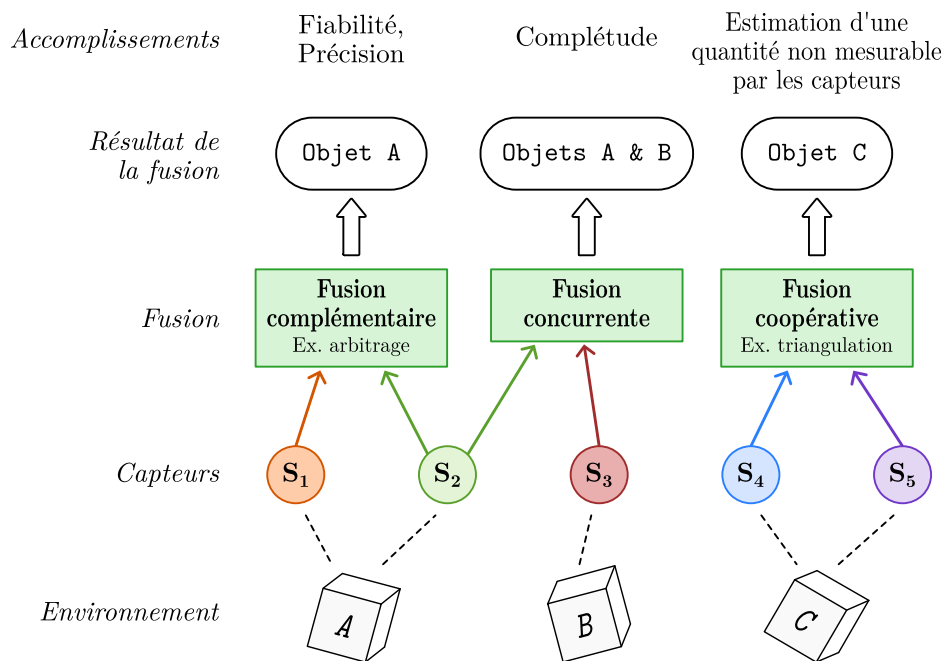 Accomplissements
Fiabilité,
Précision
Complétude
Estimation d'une
quantité non mesurable
par les capteurs
Résultat de
la fusion
Objet A
Objets A & B
Objet C
Fusion
Fusion
complémentaire
Ex. arbitrage
Fusion
concurrente
Fusion
coopérative
Ex. triangulation
Capteurs
S₁
S₂
S₃
S₄
S₅
Environnement
A
B
C